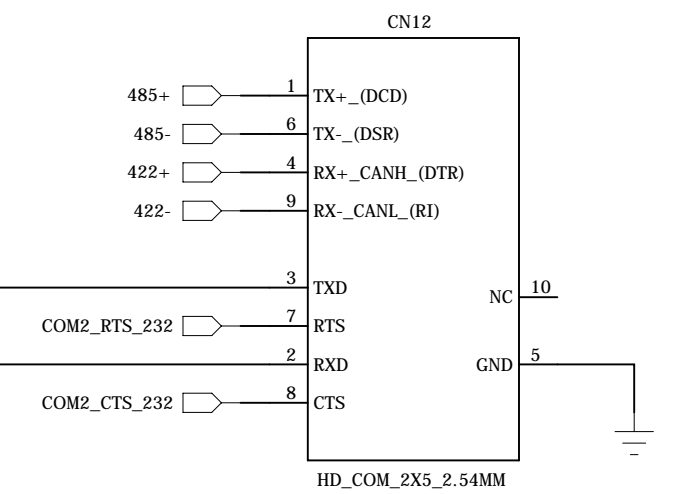 CN12
485+ 1 TX+_(DCD)
485- 6 TX-_(DSR)
422+ 4 RX+_CANH_(DTR)
422- 9 RX-_CANL_(RI)
3 TXD
NC 10
COM2_RTS_232 7 RTS
2 RXD
GND 5
COM2_CTS_232 8 CTS
HD_COM_2X5_2.54MM